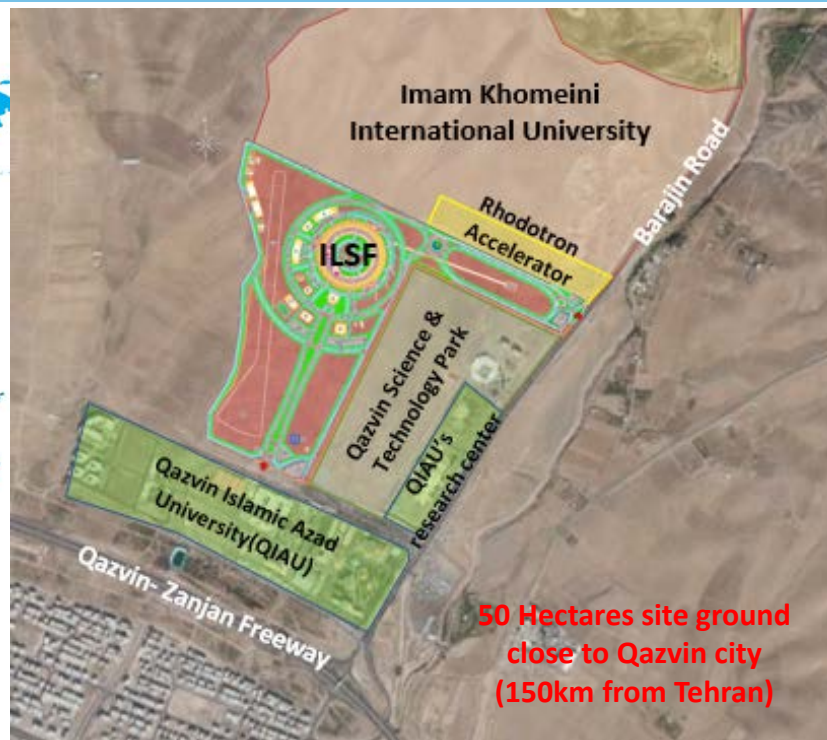 Imam Khomeini
International University
Barajin Road
Rhodotron
Accelerator
ILSF
Qazvin Science &
Technology Park
QIAU's
research center
Qazvin Islamic Azad
University(QIAU)
Qazvin- Zanjan Freeway
50 Hectares site ground
close to Qazvin city
(150km from Tehran)